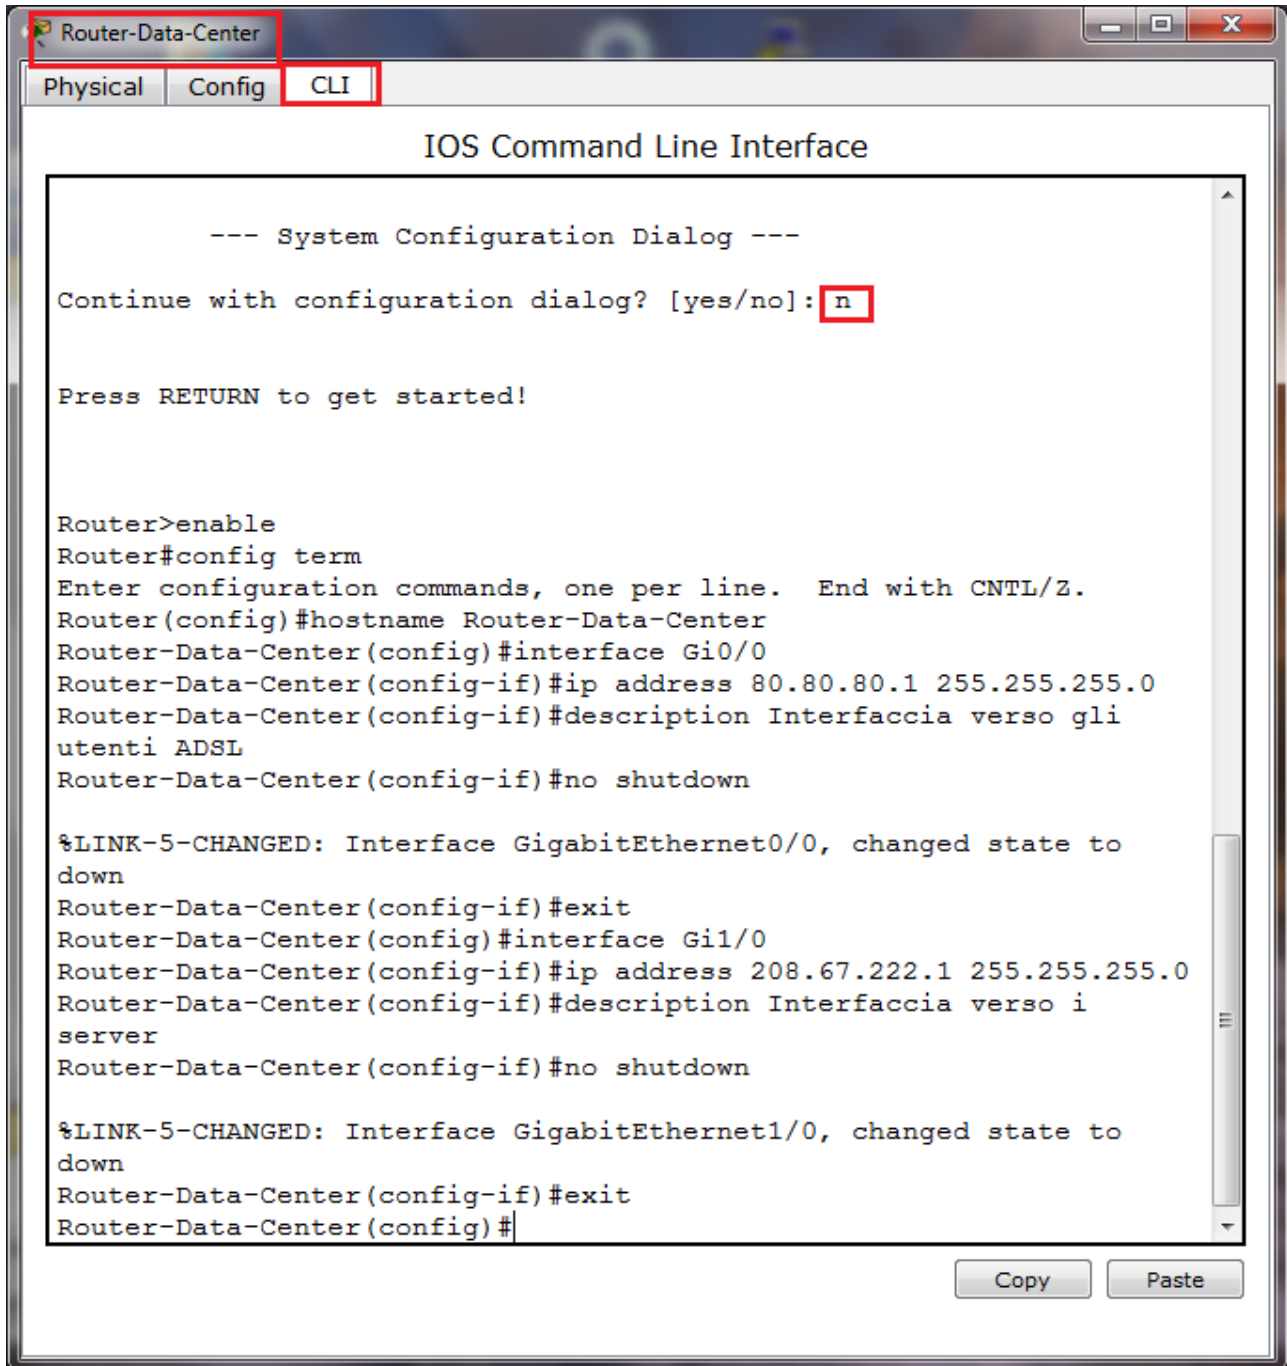 Router-Data-Center
Physical Config CLI
IOS Command Line Interface
--- System Configuration Dialog ---
Continue with configuration dialog? [yes/no]: n
Press RETURN to get started!
Router>enable
Router#config term
Enter configuration commands, one per line.  End with CNTL/Z.
Router(config)#hostname Router-Data-Center
Router-Data-Center(config)#interface Gi0/0
Router-Data-Center(config-if)#ip address 80.80.80.1 255.255.255.0
Router-Data-Center(config-if)#description Interfaccia verso gli
utenti ADSL
Router-Data-Center(config-if)#no shutdown
%LINK-5-CHANGED: Interface GigabitEthernet0/0, changed state to
down
Router-Data-Center(config-if)#exit
Router-Data-Center(config)#interface Gi1/0
Router-Data-Center(config-if)#ip address 208.67.222.1 255.255.255.0
Router-Data-Center(config-if)#description Interfaccia verso i
server
Router-Data-Center(config-if)#no shutdown
%LINK-5-CHANGED: Interface GigabitEthernet1/0, changed state to
down
Router-Data-Center(config-if)#exit
Router-Data-Center(config)#
Copy Paste